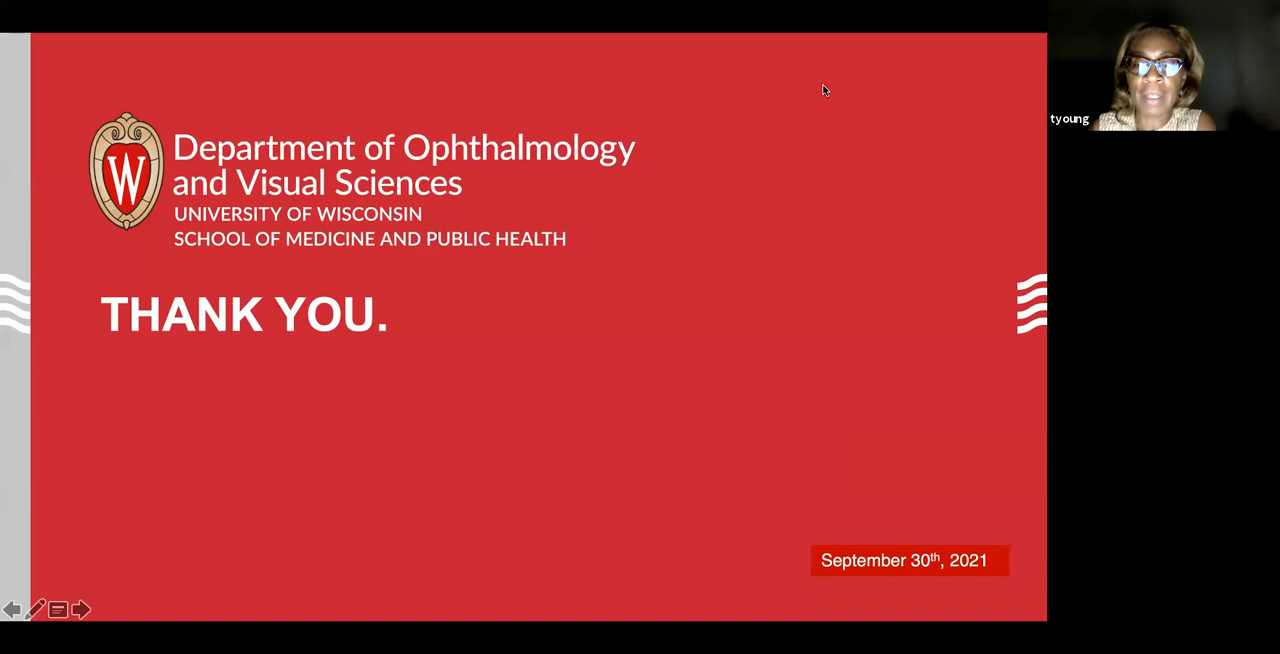 W
Department of Ophthalmology
and Visual Sciences
UNIVERSITY OF WISCONSIN
SCHOOL OF MEDICINE AND PUBLIC HEALTH
THANK YOU.
September 30th, 2021
tyoung